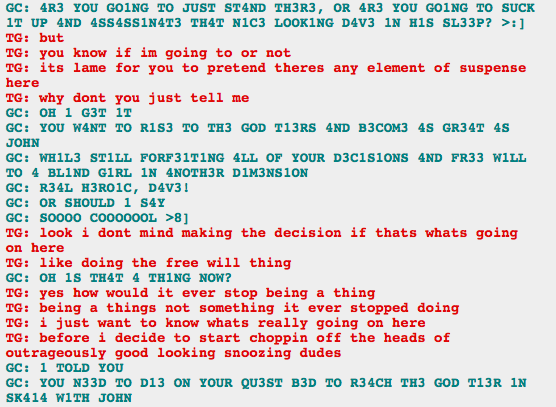 GC: 4R3 YOU GO1NG TO JUST ST4ND TH3R3, OR 4R3 YOU GO1NG TO SUCK
1T UP 4ND 4SS4SS1N4T3 TH4T N1C3 LOOK1NG D4V3 1N H1S SL33P? >:]
TG: but
TG: you know if im going to or not
TG: its lame for you to pretend theres any element of suspense
here
TG: why dont you just tell me
GC: OH 1 G3T 1T
GC: YOU W4NT TO R1S3 TO TH3 GOD T13RS 4ND B3COM3 4S GR34T 4S
JOHN
GC: WH1L3 ST1LL FORF31T1NG 4LL OF YOUR D3C1S1ONS 4ND FR33 W1LL
TO 4 BL1ND G1RL 1N 4NOTH3R D1M3NS1ON
GC: R34L H3RO1C, D4V3!
GC: OR SHOULD 1 S4Y
GC: SOOOO COOOOOOL >8]
TG: look i dont mind making the decision if thats whats going
on here
TG: like doing the free will thing
GC: OH 1S TH4T 4 TH1NG NOW?
TG: yes how would it ever stop being a thing
TG: being a things not something it ever stopped doing
TG: i just want to know whats really going on here
TG: before i decide to start choppin off the heads of
outrageously good looking snoozing dudes
GC: 1 TOLD YOU
GC: YOU N33D TO D13 ON YOUR QU3ST B3D TO R34CH TH3 GOD T13R 1N
SK414 W1TH JOHN